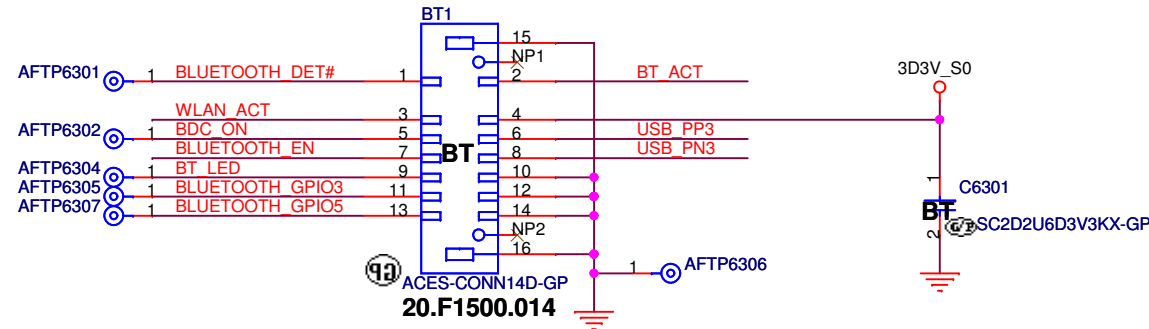 BT1
15
NP1
AFTP6301 1 BLUETOOTH_DET# 1 2 BT_ACT
3D3V_S0
WLAN_ACT 3 4
AFTP6302 1 BDC_ON 5 6 USB_PP3
BLUETOOTH_EN 7 BT 8 USB_PN3
AFTP6304 1 BT_LED 9 10
AFTP6305 1 BLUETOOTH_GPIO3 11 12
AFTP6307 1 BLUETOOTH_GPIO5 13 14
1 C6301
BT
G/P SC2D2U6D3V3KX-GP
2
NP2
16
1 AFTP6306
GP ACES-CONN14D-GP
20.F1500.014